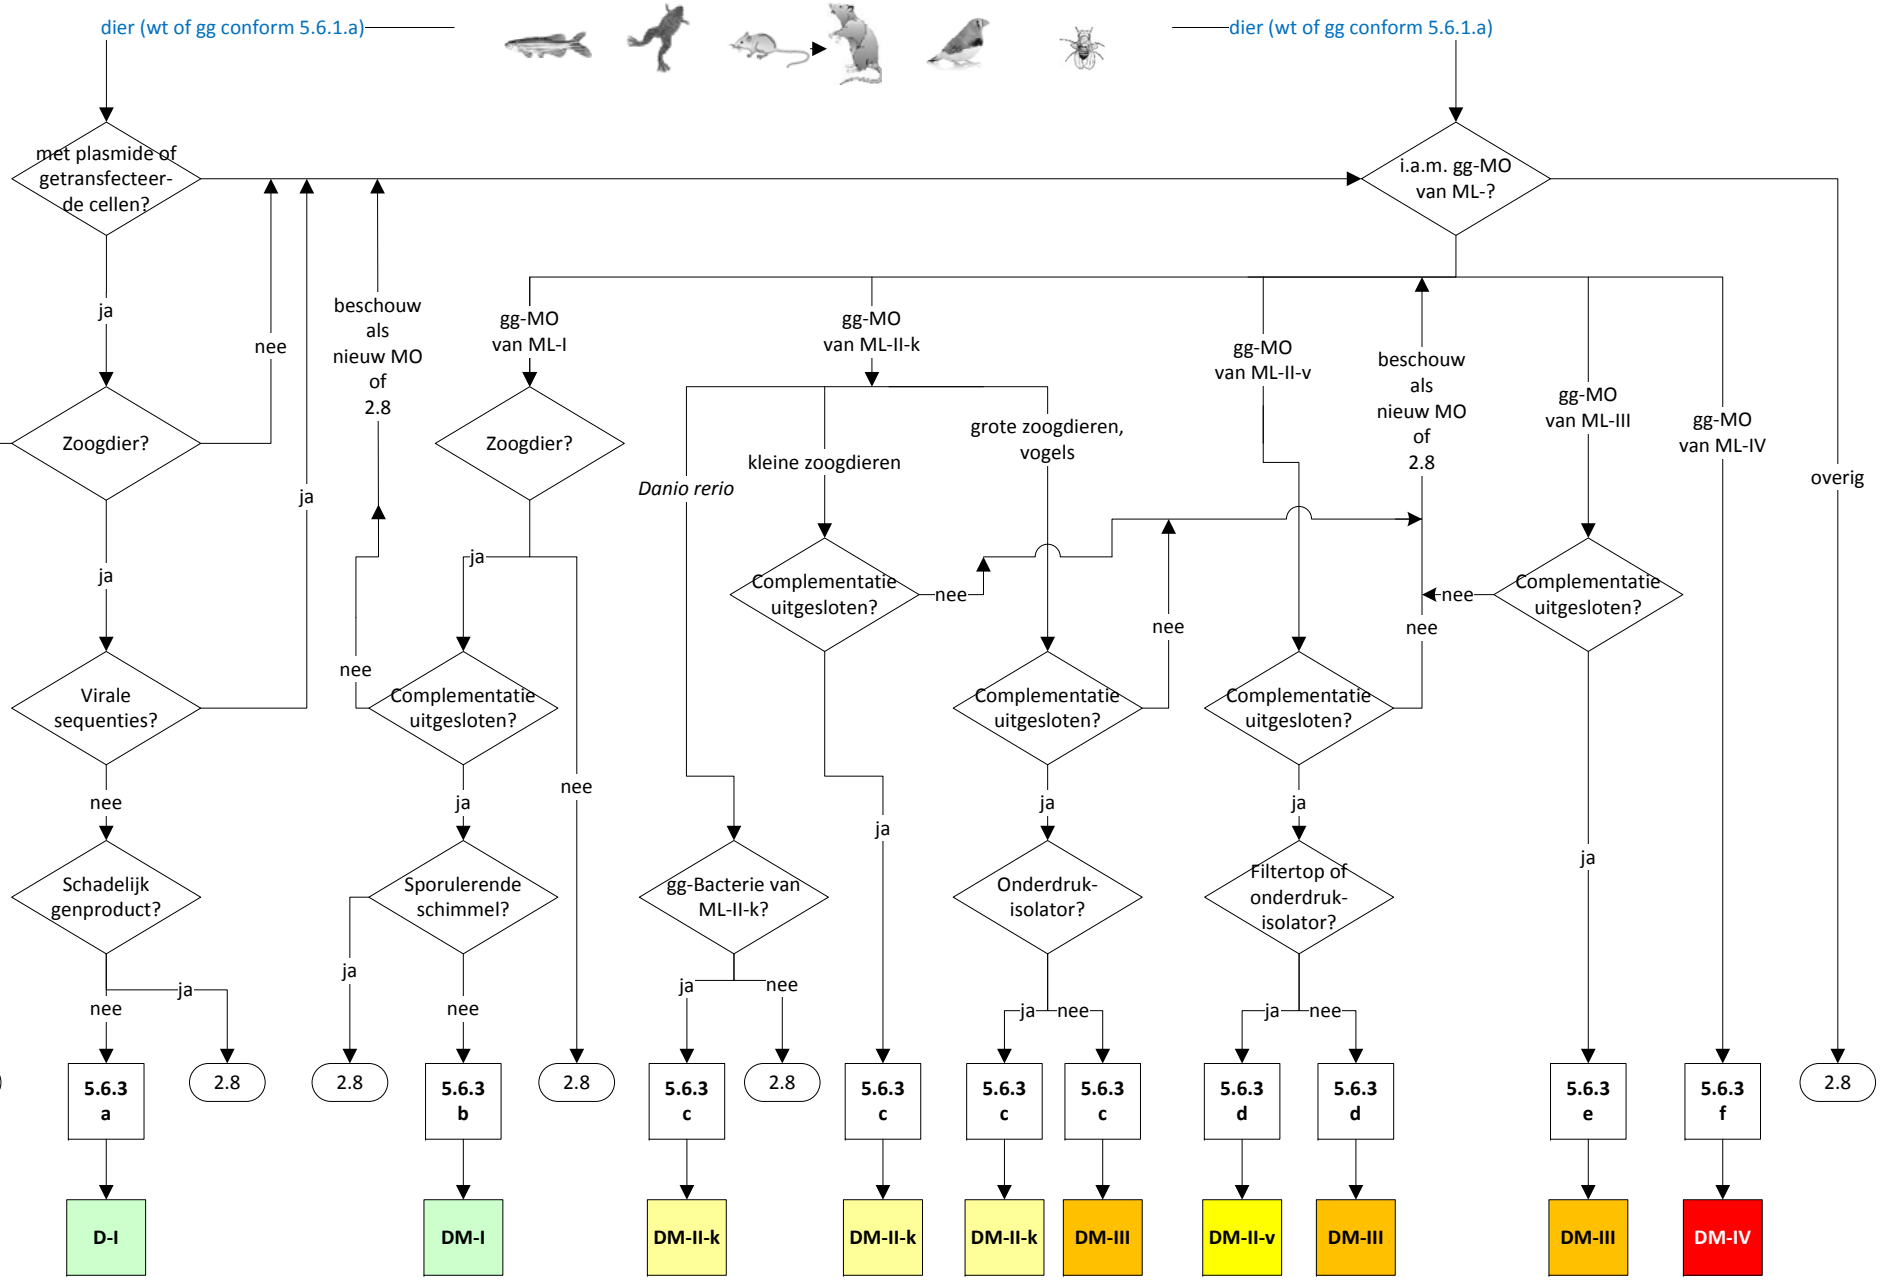 dier (wt of gg conform 5.6.1.a)
dier (wt of gg conform 5.6.1.a)
met plasmide of
getransfecteer-
de cellen?
i.a.m. gg-MO
van ML-?
ja
nee
beschouw
als
nieuw MO
of
2.8
gg-MO
van ML-I
gg-MO
van ML-II-k
gg-MO
van ML-II-v
beschouw
als
nieuw MO
of
2.8
gg-MO
van ML-III
gg-MO
van ML-IV
overig
Zoogdier?
ja
Zoogdier?
Danio rerio
kleine zoogdieren
grote zoogdieren,
vogels
ja
ja
nee
Complementatie
uitgesloten?
nee
nee
nee
nee
Complementatie
uitgesloten?
Virale
sequenties?
nee
Complementatie
uitgesloten?
Complementatie
uitgesloten?
Complementatie
uitgesloten?
nee
ja
ja
ja
ja
ja
Schadelijk
genproduct?
Sporulerende
schimmel?
gg-Bacterie van
ML-II-k?
Onderdruk-
isolator?
Filtertop of
onderdruk-
isolator?
nee
ja
ja
nee
ja
nee
ja
nee
ja
nee
5.6.3
a
2.8
2.8
5.6.3
b
2.8
5.6.3
c
2.8
5.6.3
c
5.6.3
c
5.6.3
c
5.6.3
d
5.6.3
d
5.6.3
e
5.6.3
f
2.8
D-I
DM-I
DM-II-k
DM-II-k
DM-II-k
DM-III
DM-II-v
DM-III
DM-III
DM-IV